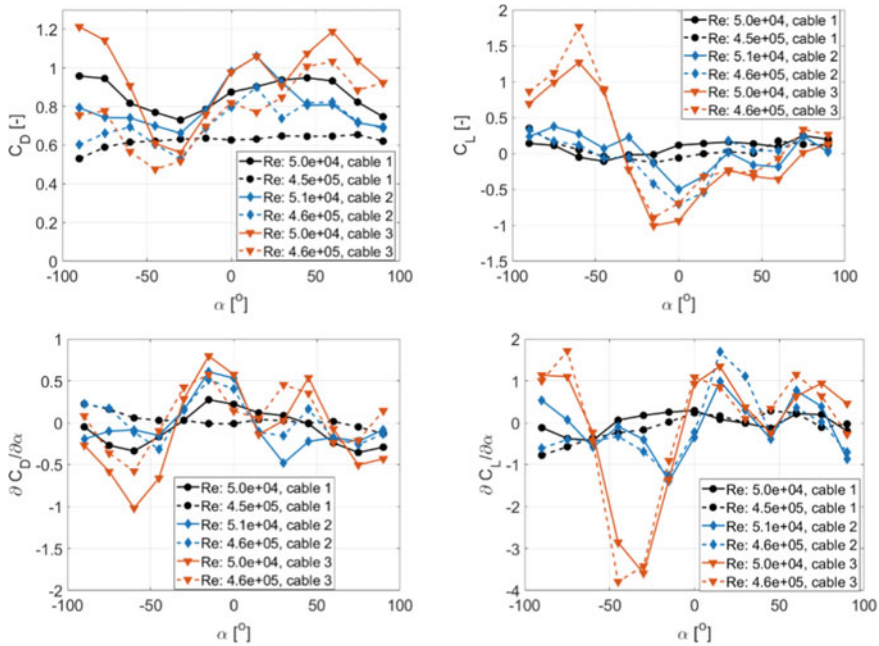 1.2
1
0.8
0.6
0.4
0.2
0
C_D [-]
Re: 5.0e+04, cable 1
Re: 4.5e+05, cable 1
Re: 5.1e+04, cable 2
Re: 4.6e+05, cable 2
Re: 5.0e+04, cable 3
Re: 4.6e+05, cable 3
-100 -50 0 50 100
α [°]
2
1.5
1
0.5
0
-0.5
-1
-1.5
C_L [-]
Re: 5.0e+04, cable 1
Re: 4.5e+05, cable 1
Re: 5.1e+04, cable 2
Re: 4.6e+05, cable 2
Re: 5.0e+04, cable 3
Re: 4.6e+05, cable 3
-100 -50 0 50 100
α [°]
1
0.5
0
-0.5
-1
-1.5
-2
∂ C_D/∂α
Re: 5.0e+04, cable 1
Re: 4.5e+05, cable 1
Re: 5.1e+04, cable 2
Re: 4.6e+05, cable 2
Re: 5.0e+04, cable 3
Re: 4.6e+05, cable 3
-100 -50 0 50 100
α [°]
2
1
0
-1
-2
-3
-4
∂ C_L/∂α
Re: 5.0e+04, cable 1
Re: 4.5e+05, cable 1
Re: 5.1e+04, cable 2
Re: 4.6e+05, cable 2
Re: 5.0e+04, cable 3
Re: 4.6e+05, cable 3
-100 -50 0 50 100
α [°]